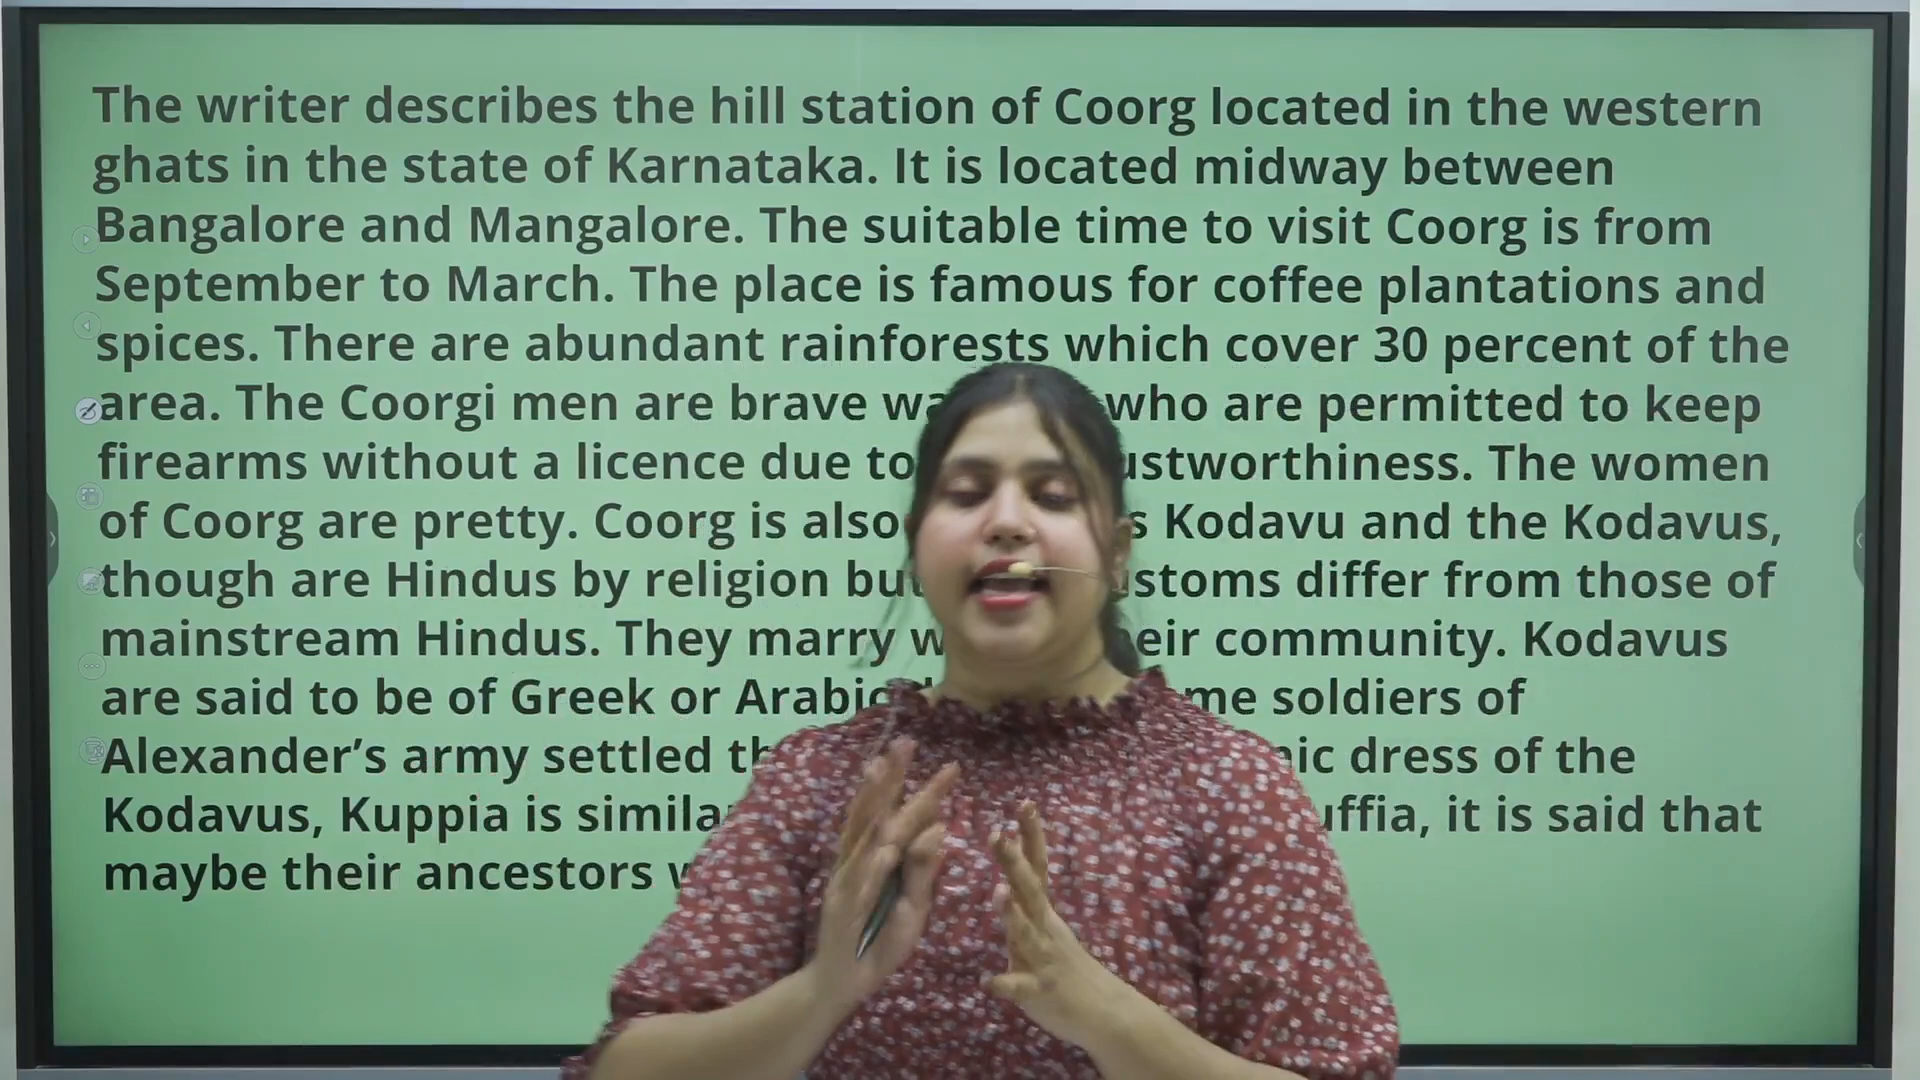 The writer describes the hill station of Coorg located in the western
ghats in the state of Karnataka. It is located midway between
Bangalore and Mangalore. The suitable time to visit Coorg is from
September to March. The place is famous for coffee plantations and
spices. There are abundant rainforests which cover 30 percent of the
area. The Coorgi men are brave who are permitted to keep
firearms without a licence due to The women
of Coorg are pretty. Coorg is also Kodavu and the Kodavus,
though are Hindus by religion differ from those of
mainstream Hindus. They marry community. Kodavus
are said to be of Greek or soldiers of
Alexander’s army settled dress of the
Kodavus, Kuppia is it is said that
maybe their ancestors